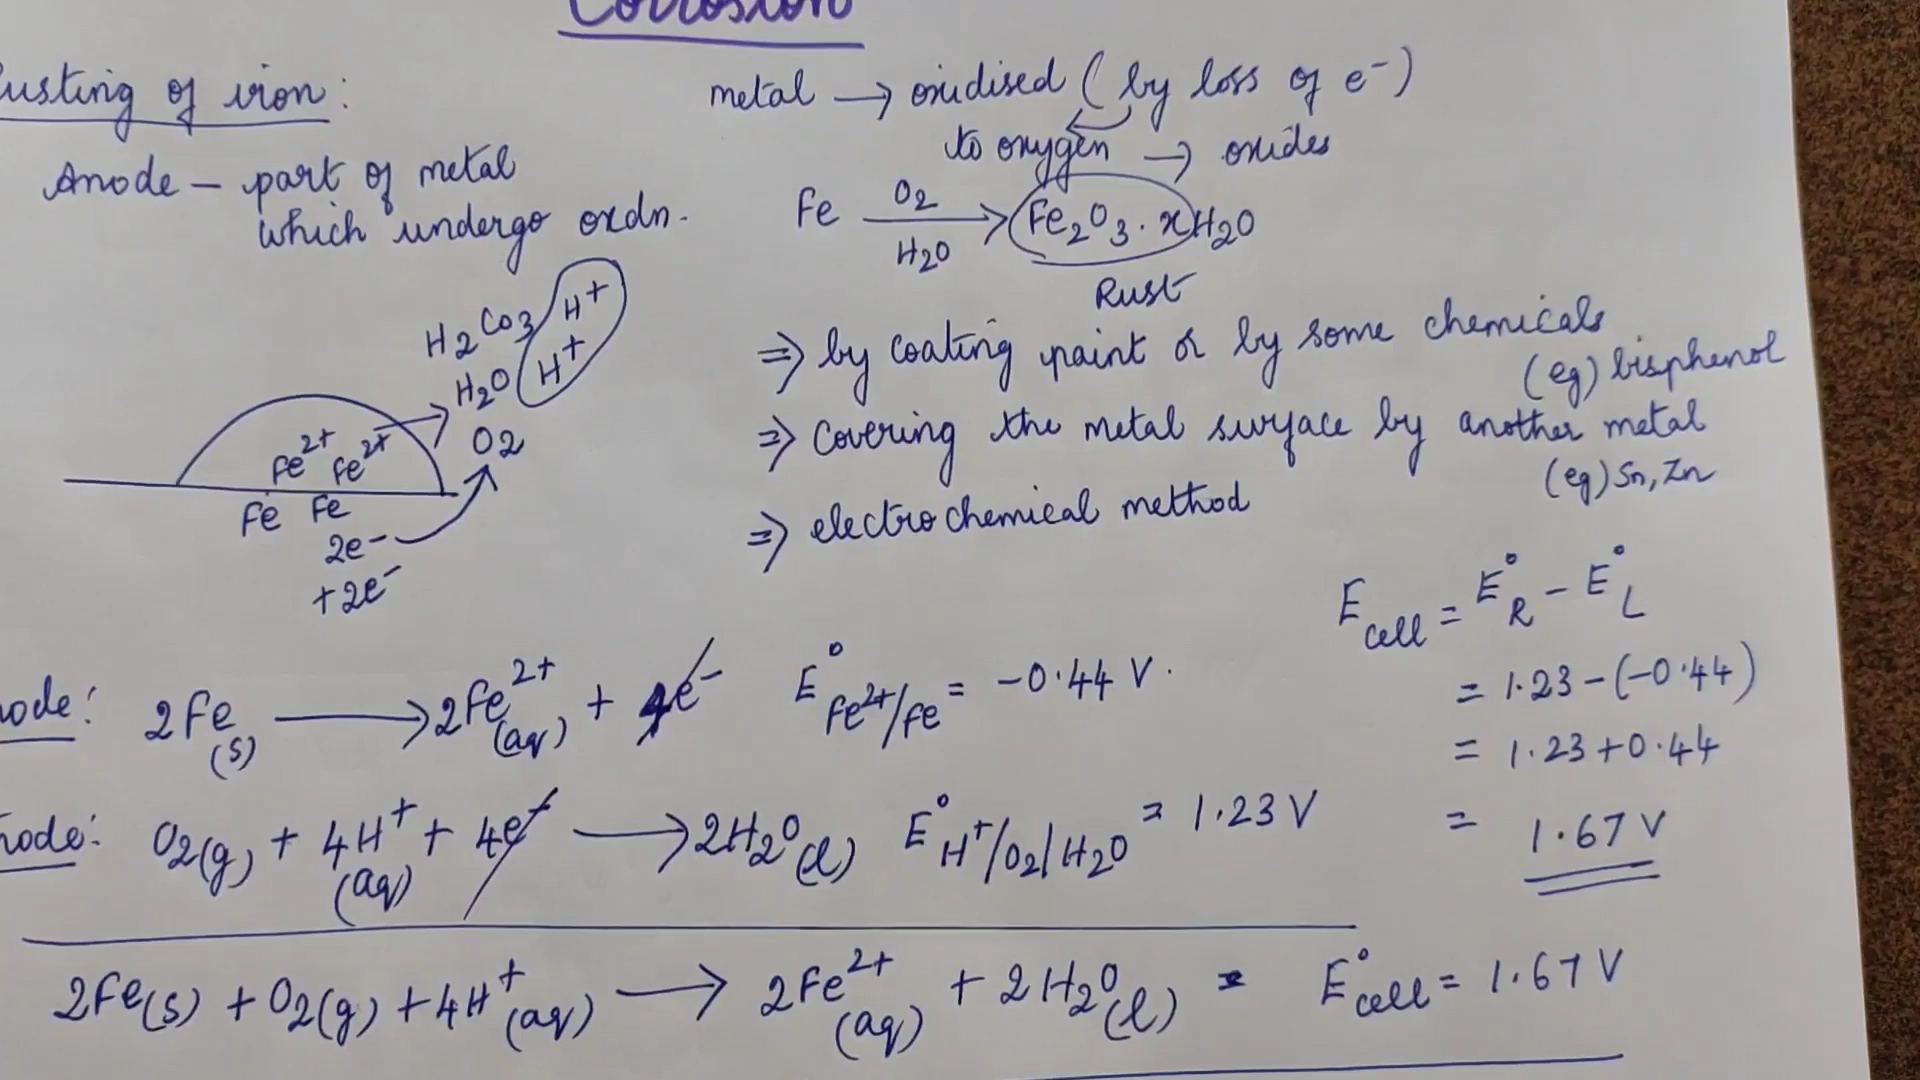 Corrosion
usting of iron:
metal → oxidised (by loss of e⁻)
to oxygen → oxides
Anode – part of metal
which undergo oxdn.
Fe O2 H2O → Fe2O3 . xH2O
Rust
H2CO3 H+
H2O H+
O2
Fe2+ Fe2+
Fe Fe
2e⁻
+2e⁻
⇒ by coating paint or by some chemicals
(eg) bisphenol
⇒ Covering the metal surface by another metal
(eg) Sn, Zn
⇒ electrochemical method
Ecell = E°R – E°L
= 1.23 – (–0.44)
= 1.23 + 0.44
= 1.67 V
ode: 2Fe(s) → 2Fe2+(aq) + 4e⁻ E°Fe2+/Fe = –0.44 V.
hode: O2(g) + 4H+(aq) + 4e⁻ → 2H2O(l) E°H+/O2/H2O = 1.23 V
2Fe(s) + O2(g) + 4H+(aq) → 2Fe2+(aq) + 2H2O(l) E°cell = 1.67 V